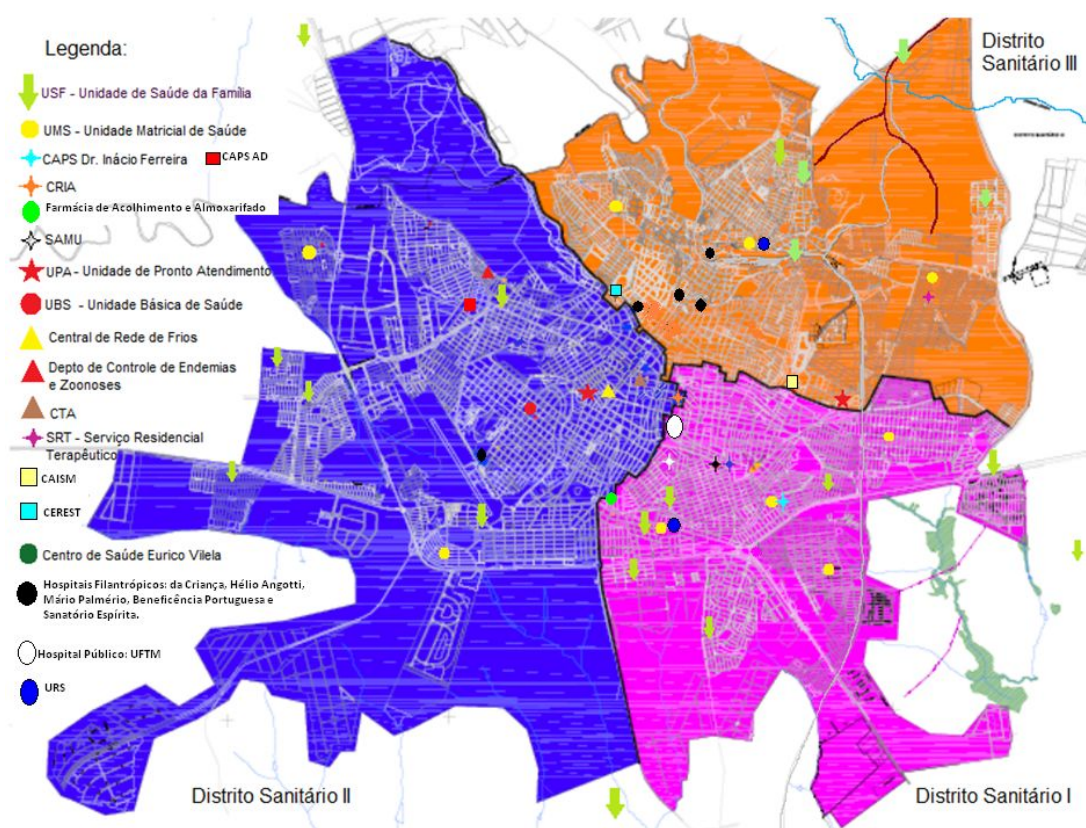 Legenda:
USF - Unidade de Saúde da Família
UMS - Unidade Matricial de Saúde
CAPS Dr. Inácio Ferreira
CAPS AD
CRIA
Farmácia de Acolhimento e Almoxarifado
SAMU
UPA - Unidade de Pronto Atendimento
UBS - Unidade Básica de Saúde
Central de Rede de Frios
Depto de Controle de Endemias
e Zoonoses
CTA
SRT - Serviço Residencial
Terapêutico
CAISM
CEREST
Centro de Saúde Eurico Vilela
Hospitais Filantrópicos: da Criança, Hélio Angotti,
Mário Palmério, Beneficência Portuguesa e
Sanatório Espírita.
Hospital Público: UFTM
URS
Distrito
Sanitário III
Distrito Sanitário II
Distrito Sanitário I